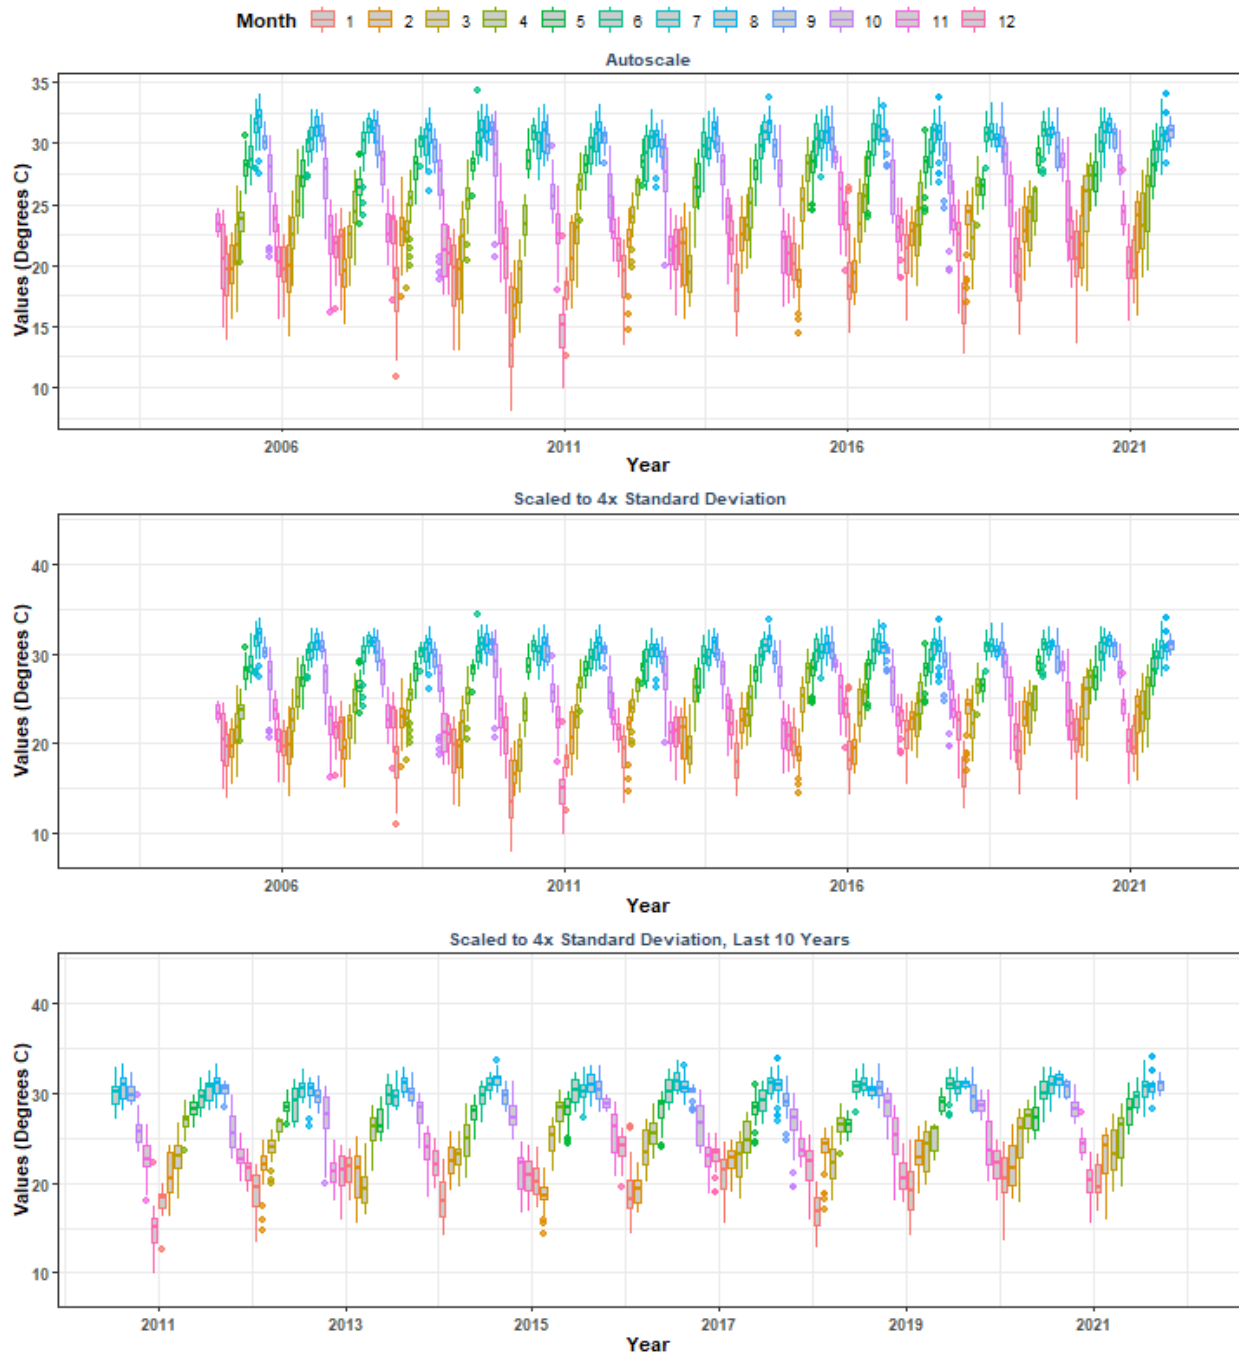 Month 1 2 3 4 5 6 7 8 9 10 11 12
Autoscale
35
30
25
20
15
10
Values (Degrees C)
2006 2011 2016 2021
Year
Scaled to 4x Standard Deviation
40
30
20
10
Values (Degrees C)
2006 2011 2016 2021
Year
Scaled to 4x Standard Deviation, Last 10 Years
40
30
20
10
Values (Degrees C)
2011 2013 2015 2017 2019 2021
Year